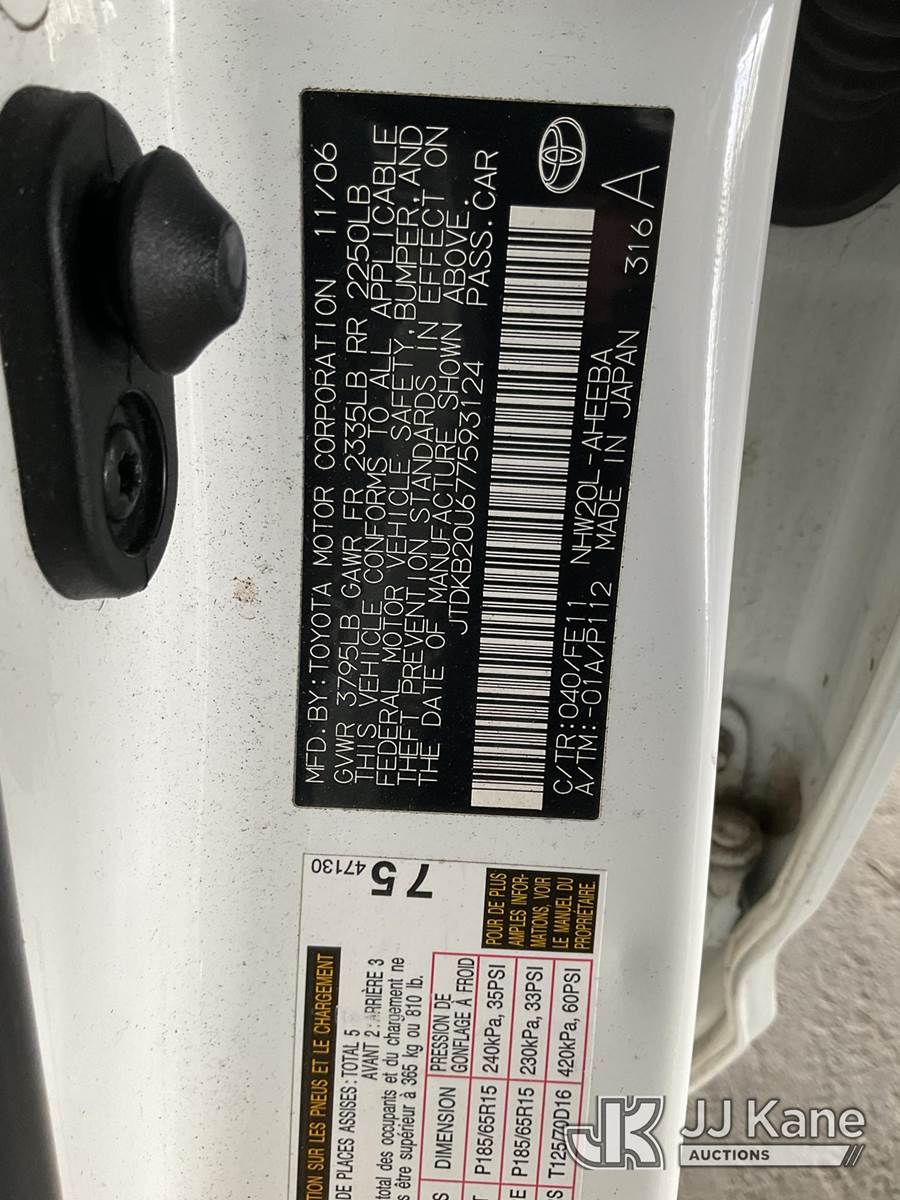 MFD. BY: TOYOTA MOTOR CORPORATION 11/06
GVWR 3795LB GAWR FR 2335LB RR 2250LB
THIS VEHICLE CONFORMS TO ALL APPLICABLE
FEDERAL MOTOR VEHICLE SAFETY, BUMPER, AND
THEFT PREVENTION STANDARDS IN EFFECT ON
THE DATE OF MANUFACTURE SHOWN ABOVE.
JTDKB20U677593124 PASS. CAR
C/TR: 040/FE11 NHW20L-AHEEBA
A/TM: -01A/P112 MADE IN JAPAN
316 A
75
47130
SUR LES PNEUS ET LE CHARGEMENT
DE PLACES ASSISES: TOTAL 5
AVANT 2: ARRIÈRE 3
total des occupants et du chargement ne
être supérieur à 365 kg ou 810 lb.
DIMENSION PRESSION DE GONFLAGE À FROID
P185/65R15 240kPa, 35PSI
P185/65R15 230kPa, 33PSI
T125/70D16 420kPa, 60PSI
POUR DE PLUS
AMPLES INFOR-
MATIONS, VOIR
LE MANUEL DU
PROPRIÉTAIRE.
JK JJ Kane
AUCTIONS